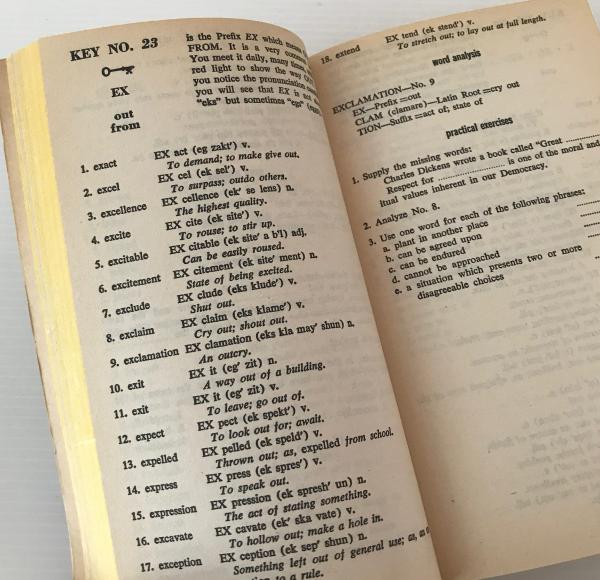 KEY NO. 23
EX
out
from
is the Prefix EX which means
FROM. It is a very common
You meet it daily, many times
red light to show the way
you notice the pronunciation
you will see that EX is not
"eks" but sometimes "egs"
1. exact EX act (eg zakt') v.
To demand; to make give out.
2. excel EX cel (ek sel') v.
To surpass; outdo others.
3. excellence EX cellence (ek' se lens) n.
The highest quality.
4. excite EX cite (ek site') v.
To rouse; to stir up.
5. excitable EX citable (ek site' a b'l) adj.
Can be easily roused.
6. excitement EX citement (ek site' ment) n.
State of being excited.
7. exclude EX clude (eks klude') v.
Shut out.
8. exclaim EX claim (eks klame') v.
Cry out; shout out.
9. exclamation EX clamation (eks kla may' shun) n.
An outcry.
10. exit EX it (eg' zit) n.
A way out of a building.
11. exit EX it (eg' zit) v.
To leave; go out of.
12. expect EX pect (ek spekt') v.
To look out for; await.
13. expelled EX pelled (ek speld') v.
Thrown out; as, expelled from school.
14. express EX press (ek spres') v.
To speak out.
15. expression EX pression (ek spresh' un) n.
The act of stating something.
16. excavate EX cavate (ek' ska vate) v.
To hollow out; make a hole in.
17. exception EX ception (ek sep' shun) n.
Something left out of general use; as, an
to a rule.
18. extend EX tend (ek stend') v.
To stretch out; to lay out at full length.
word analysis
EXCLAMATION—No. 9
EX—Prefix=out
CLAM (clamare)—Latin Root=cry out
TION—Suffix=act of; state of
practical exercises
1. Supply the missing words:
Charles Dickens wrote a book called "Great ..........
Respect for .................... is one of the moral and
itual values inherent in our Democracy.
2. Analyze No. 8.
3. Use one word for each of the following phrases:
a. plant in another place
b. can be agreed upon
c. can be endured
d. cannot be approached
e. a situation which presents two or more
disagreeable choices